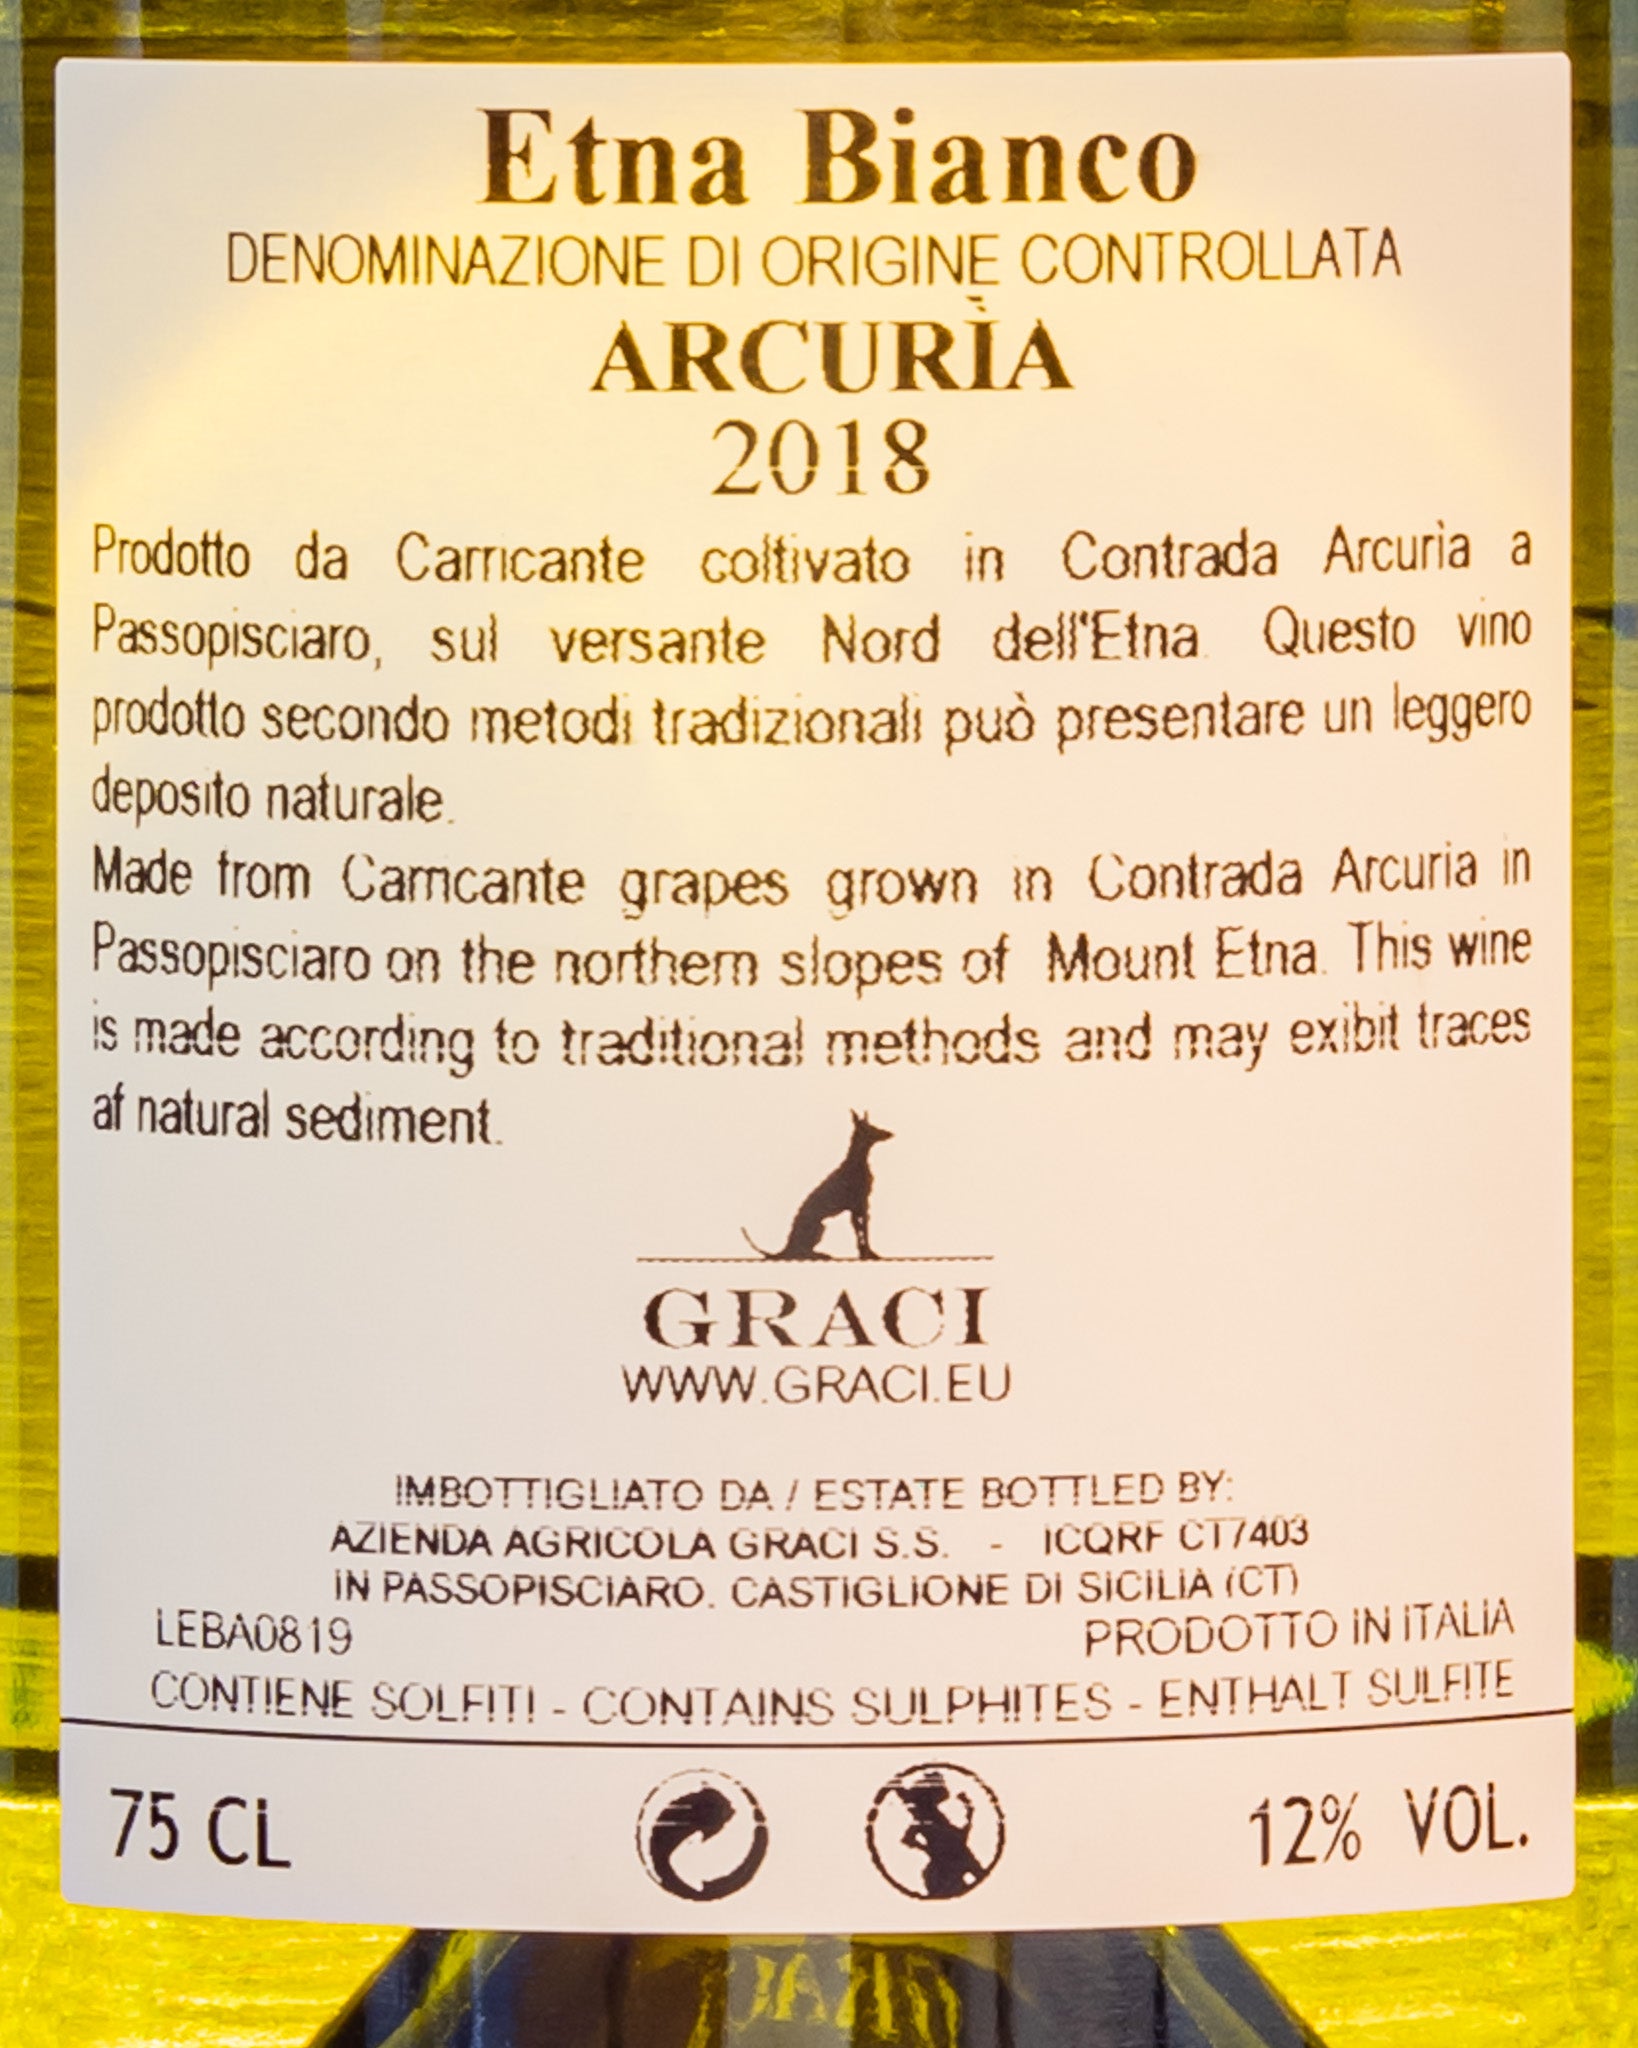 Etna Bianco
DENOMINAZIONE DI ORIGINE CONTROLLATA
ARCURÌA
2018
Prodotto da Carricante coltivato in Contrada Arcurìa a
Passopisciaro, sul versante Nord dell'Etna. Questo vino
prodotto secondo metodi tradizionali può presentare un leggero
deposito naturale.
Made from Carricante grapes grown in Contrada Arcuria in
Passopisciaro on the northern slopes of Mount Etna. This wine
is made according to traditional methods and may exibit traces
af natural sediment.
GRACI
WWW.GRACI.EU
IMBOTTIGLIATO DA / ESTATE BOTTLED BY:
AZIENDA AGRICOLA GRACI S.S. - ICQRF CT7403
IN PASSOPISCIARO. CASTIGLIONE DI SICILIA (CT)
LEBA0819 PRODOTTO IN ITALIA
CONTIENE SOLFITI - CONTAINS SULPHITES - ENTHALT SULFITE
75 CL 12% VOL.